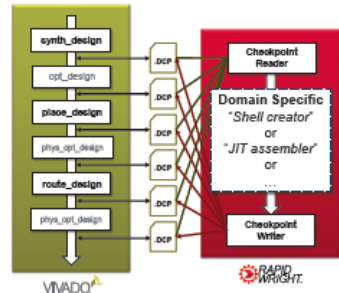 synth_design
opt_design
place_design
phys_opt_design
route_design
phys_opt_design
.DCP
.DCP
.DCP
.DCP
.DCP
.DCP
Checkpoint
Reader
Domain Specific
"Shell creator"
or
"JIT assembler"
or
...
Checkpoint
Writer
VIVADO
RAPID
WRIGHT